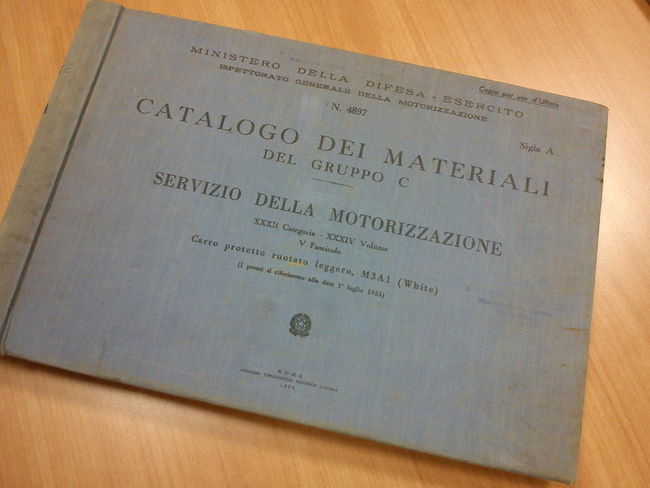 MINISTERO DELLA DIFESA - ESERCITO
ISPETTORATO GENERALE DELLA MOTORIZZAZIONE
Copia per uso d'Ufficio
N. 4897
Sigla A
CATALOGO DEI MATERIALI
DEL GRUPPO C
SERVIZIO DELLA MOTORIZZAZIONE
XXXII Categoria - XXXIV Volume
V Fascicolo
Carro protetto ruotato leggero, M3A1 (White)
(I prezzi si riferiscono alla data 1° luglio 1951)
ROMA